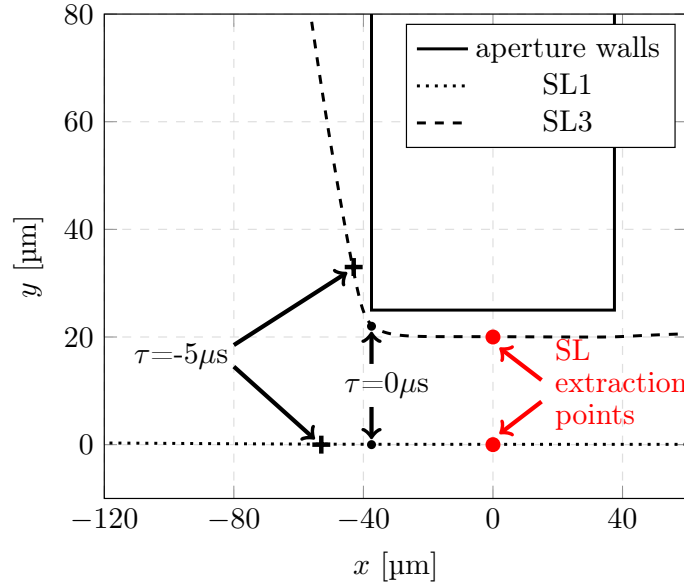 80
60
40
20
0
y [µm]
aperture walls
SL1
SL3
τ=-5μs
τ=0μs
SL
extraction
points
−120
−80
−40
0
40
x [µm]